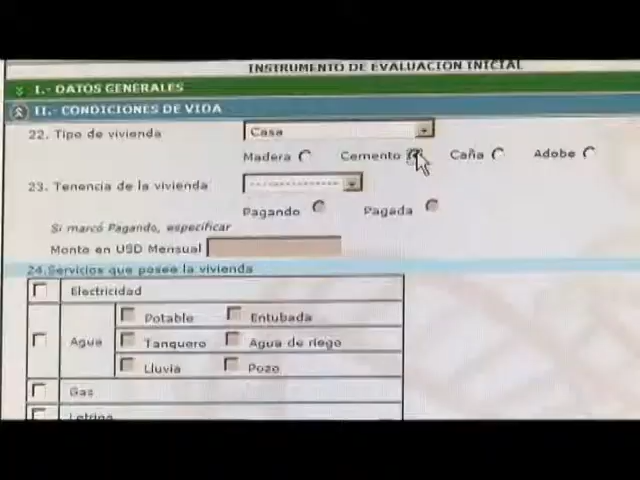 INSTRUMENTO DE EVALUACION INICIAL
I.- DATOS GENERALES
II.- CONDICIONES DE VIDA
22. Tipo de vivienda Casa
Madera Cemento Caña Adobe
23. Tenencia de la vivienda ---------------
Pagando Pagada
Si marcó Pagando, especificar
Monto en USD Mensual
24.Servicios que posee la vivienda
Electricidad
Potable Entubada
Agua Tanquero Agua de riego
Lluvia Pozo
Gas
Letrina